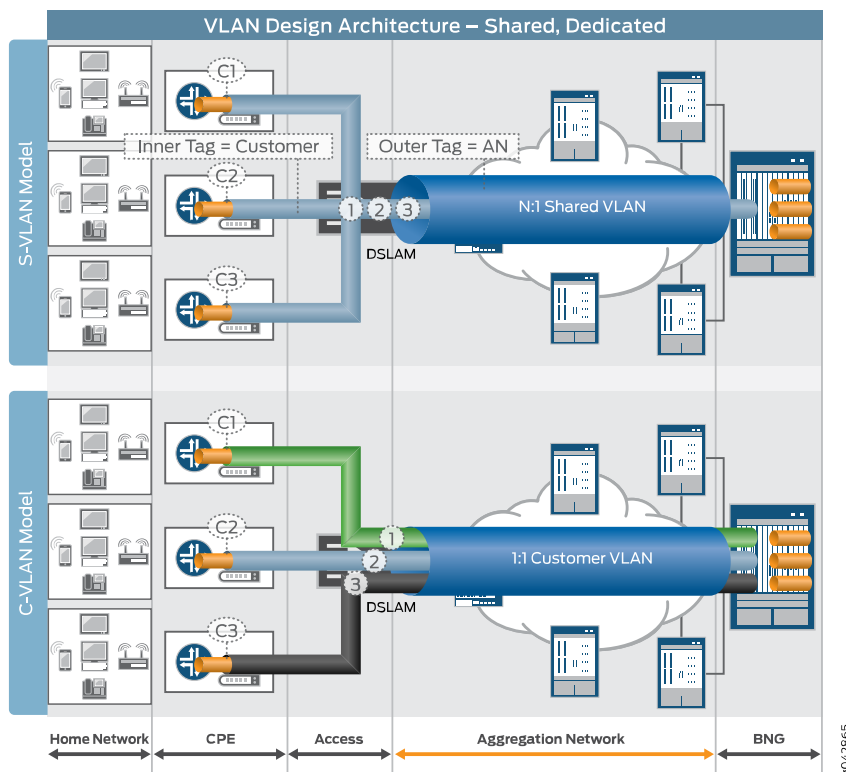 VLAN Design Architecture – Shared, Dedicated
S-VLAN Model
C1
Inner Tag = Customer
Outer Tag = AN
C2
1
2
3
N:1 Shared VLAN
DSLAM
C3
C-VLAN Model
C1
1
C2
2
1:1 Customer VLAN
3
DSLAM
C3
Home Network
CPE
Access
Aggregation Network
BNG